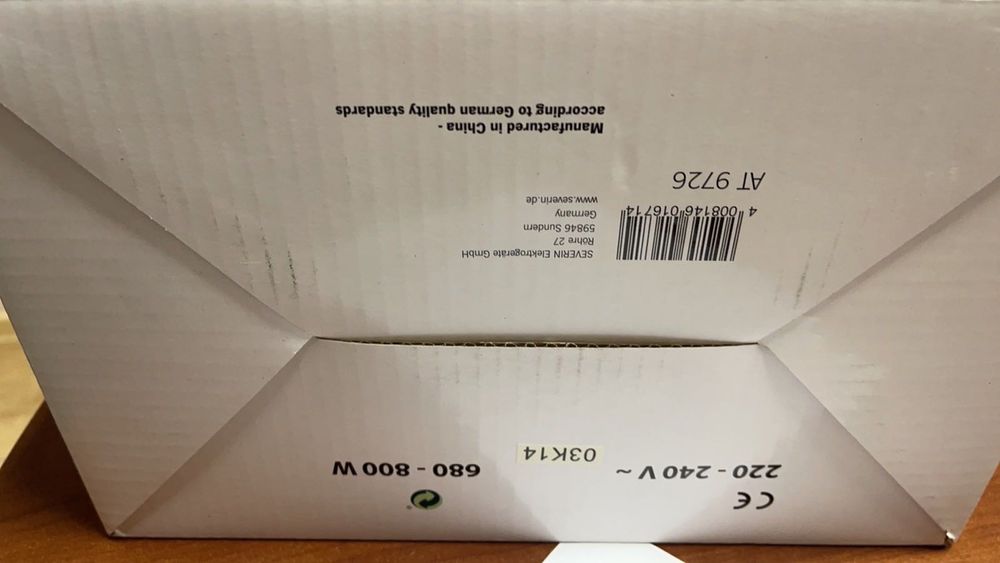 CE
220 - 240 V ~
03K14
680 - 800 W
SEVERIN Elektrogeräte GmbH
Röhre 27
59846 Sundern
Germany
www.severin.de
4 008146 016714
AT 9726
Manufactured in China -
according to German quality standards